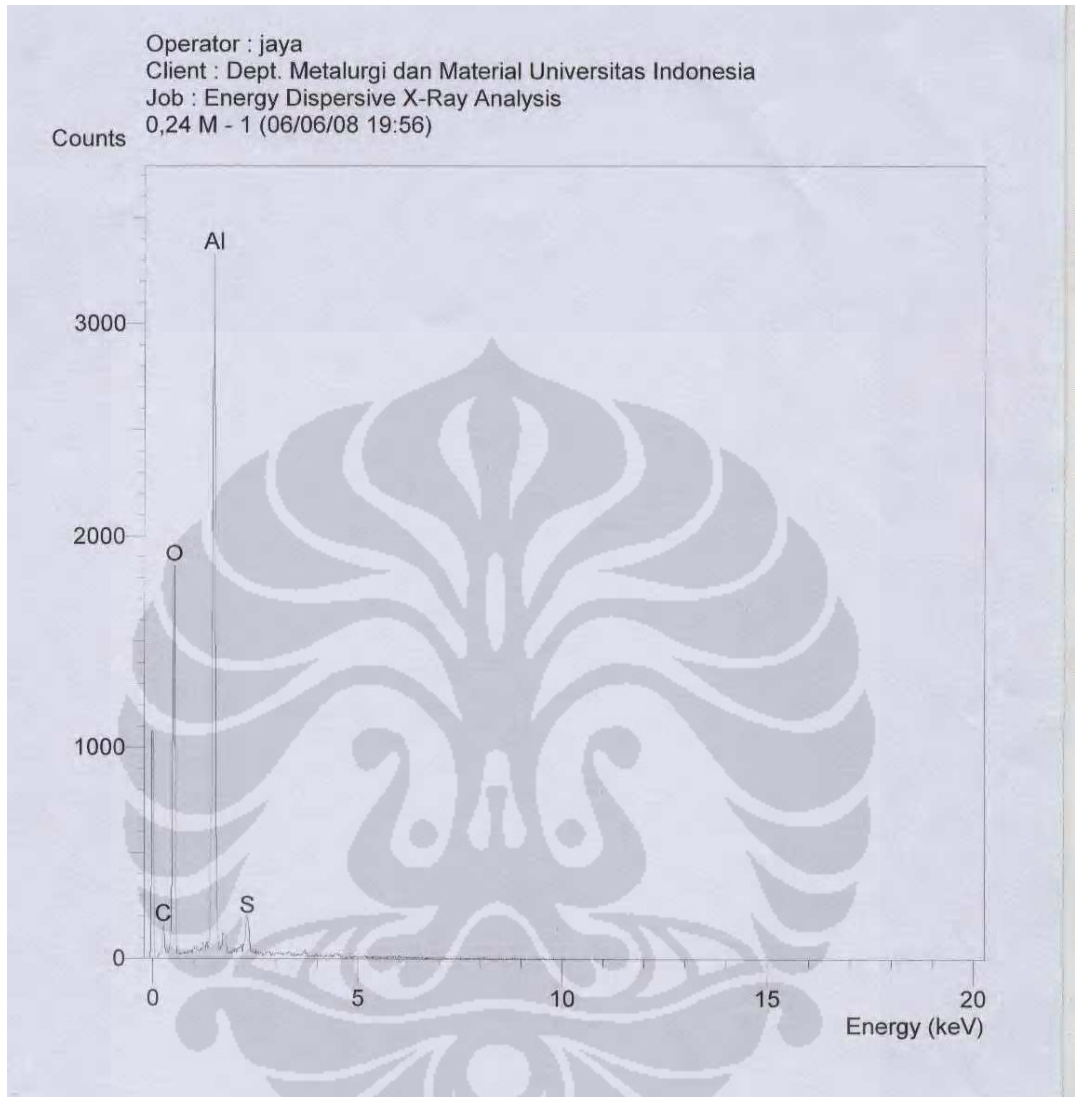 Operator : jaya
Client : Dept. Metalurgi dan Material Universitas Indonesia
Job : Energy Dispersive X-Ray Analysis
0,24 M - 1 (06/06/08 19:56)
Counts
Al
3000
2000
O
1000
C
S
0
0 5 10 15 20
Energy (keV)